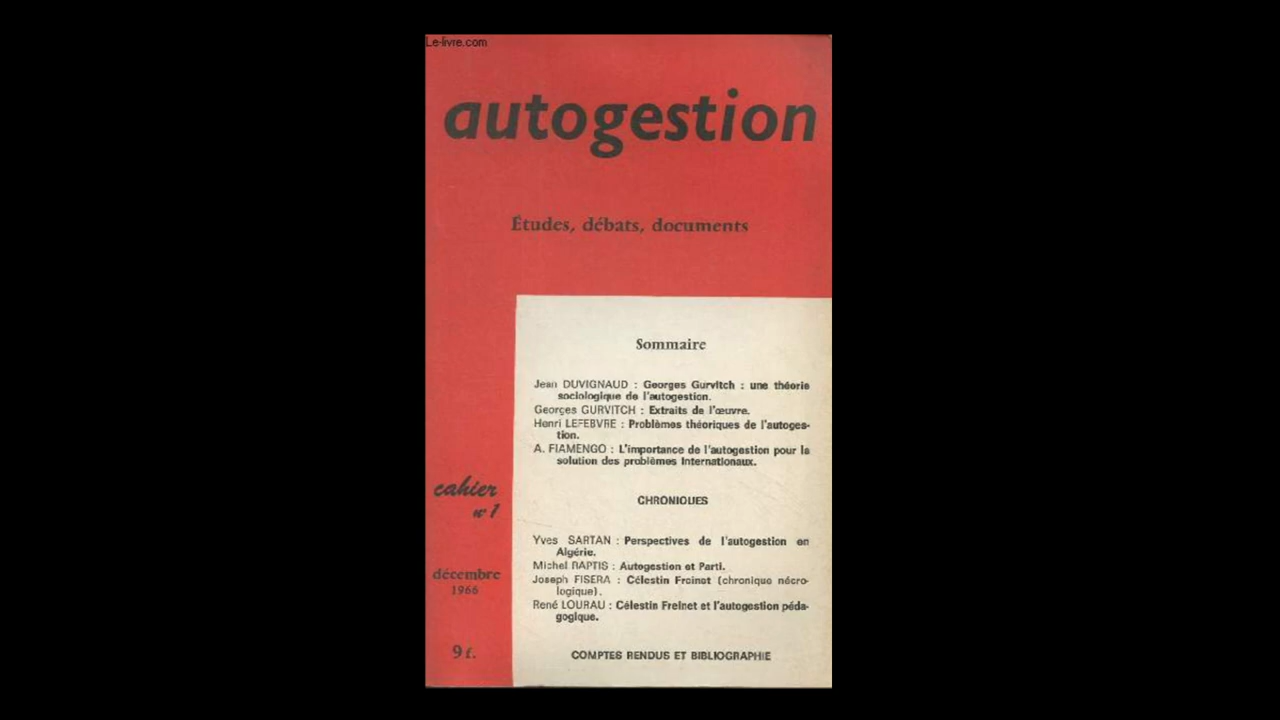 Le-livre.com
autogestion
Études, débats, documents
Sommaire
Jean DUVIGNAUD : Georges Gurvitch : une théorie
sociologique de l'autogestion.
Georges GURVITCH : Extraits de l'œuvre.
Henri LEFEBVRE : Problèmes théoriques de l'autoges-
tion.
A. FIAMENGO : L'importance de l'autogestion pour la
solution des problèmes internationaux.
CHRONIQUES
Yves SARTAN : Perspectives de l'autogestion en
Algérie.
Michel RAPTIS : Autogestion et Parti.
Joseph FISERA : Célestin Freinet (chronique nécro-
logique).
René LOURAU : Célestin Freinet et l'autogestion péda-
gogique.
COMPTES RENDUS ET BIBLIOGRAPHIE
cahier
n° 1
décembre
1966
9 f.